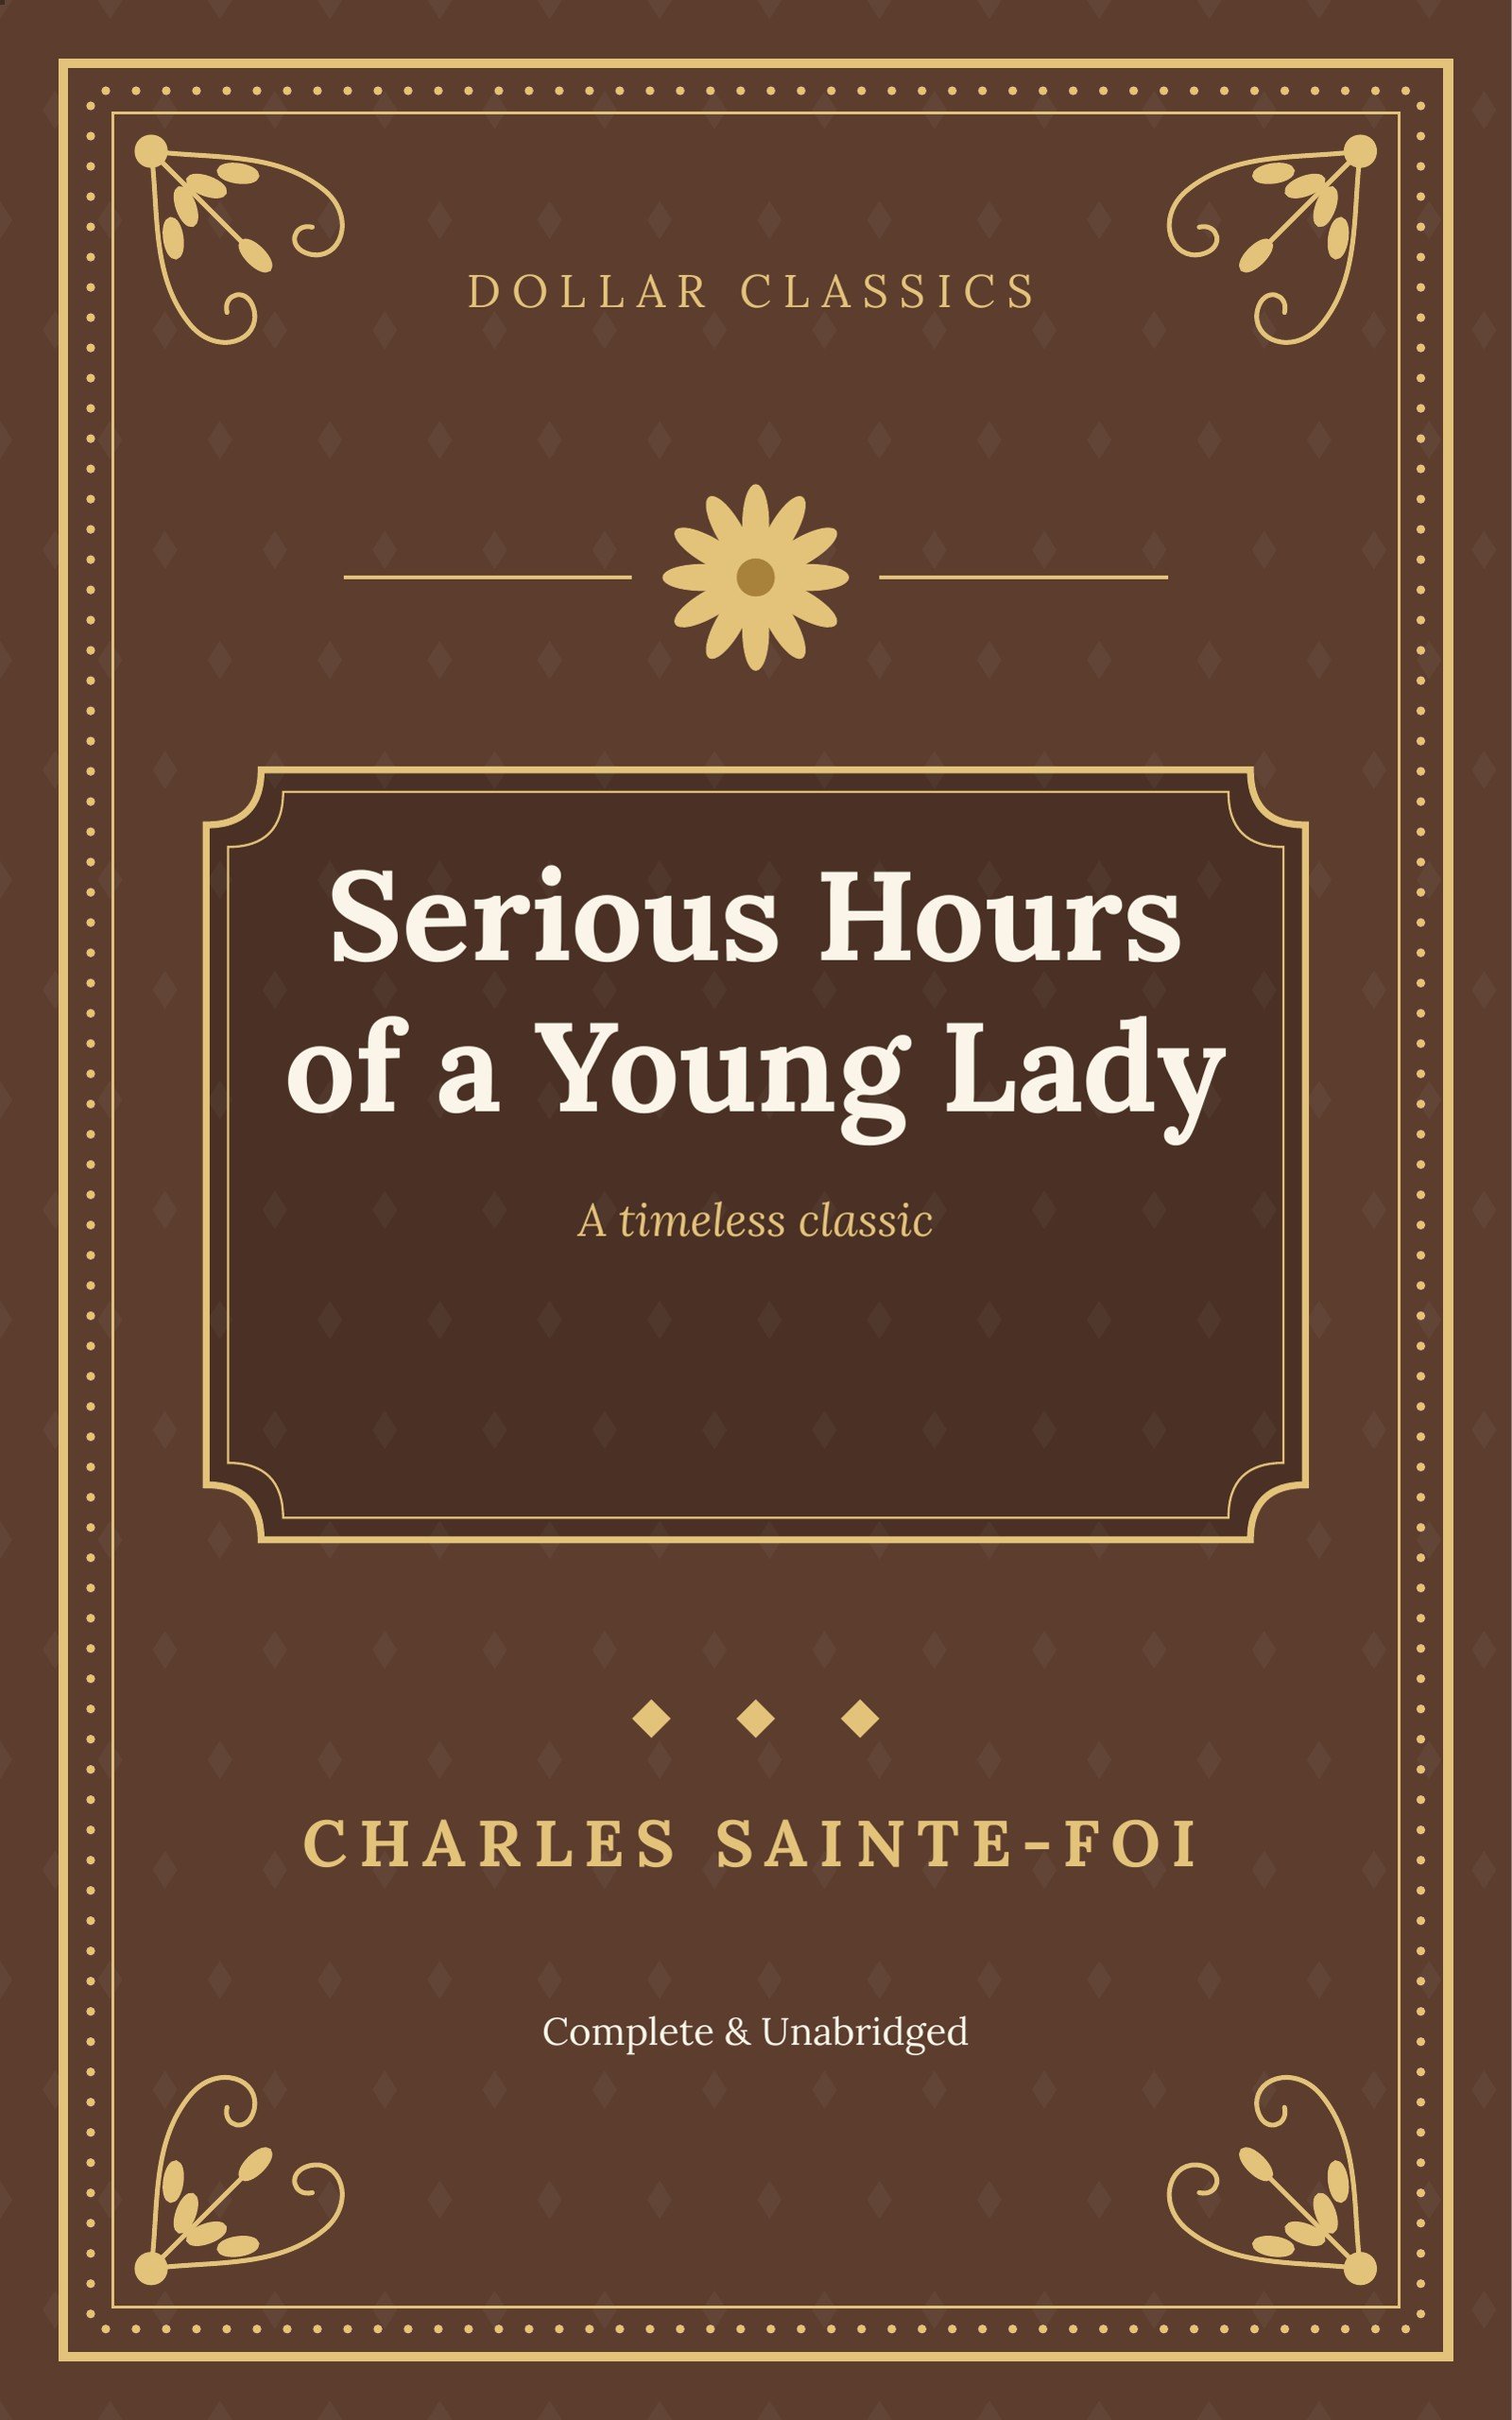 DOLLAR CLASSICS
Serious Hours
of a Young Lady
A timeless classic
CHARLES SAINTE-FOI
Complete & Unabridged